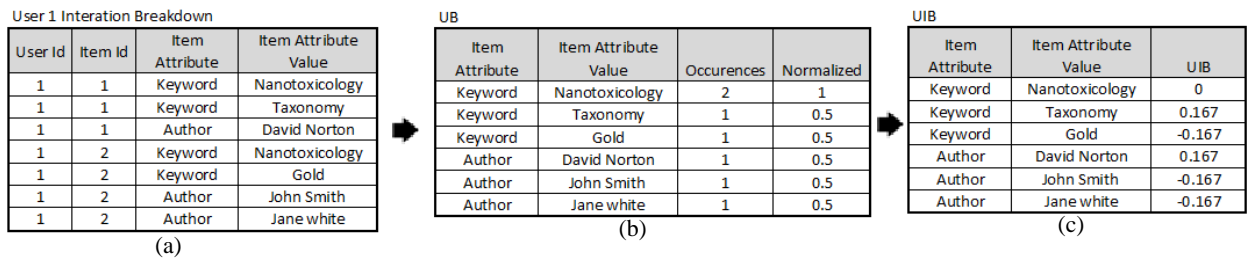 User 1 Interation Breakdown
User Id Item Id Item Attribute Item Attribute Value
1 1 Keyword Nanotoxicology
1 1 Keyword Taxonomy
1 1 Author David Norton
1 2 Keyword Nanotoxicology
1 2 Keyword Gold
1 2 Author John Smith
1 2 Author Jane white
(a)
UB
Item Attribute Item Attribute Value Occurences Normalized
Keyword Nanotoxicology 2 1
Keyword Taxonomy 1 0.5
Keyword Gold 1 0.5
Author David Norton 1 0.5
Author John Smith 1 0.5
Author Jane white 1 0.5
(b)
UIB
Item Attribute Item Attribute Value UIB
Keyword Nanotoxicology 0
Keyword Taxonomy 0.167
Keyword Gold -0.167
Author David Norton 0.167
Author John Smith -0.167
Author Jane white -0.167
(c)